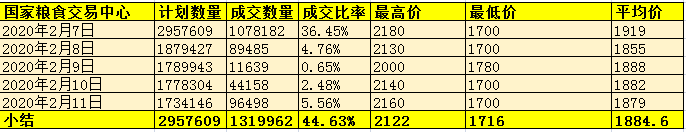 国家粮食交易中心 计划数量 成交数量 成交比率 最高价 最低价 平均价
2020年2月7日 2957609 1078182 36.45% 2180 1700 1919
2020年2月8日 1879427 89485 4.76% 2130 1700 1855
2020年2月9日 1789943 11639 0.65% 2000 1780 1888
2020年2月10日 1778304 44158 2.48% 2140 1700 1882
2020年2月11日 1734146 96498 5.56% 2160 1700 1879
小结 2957609 1319962 44.63% 2122 1716 1884.6